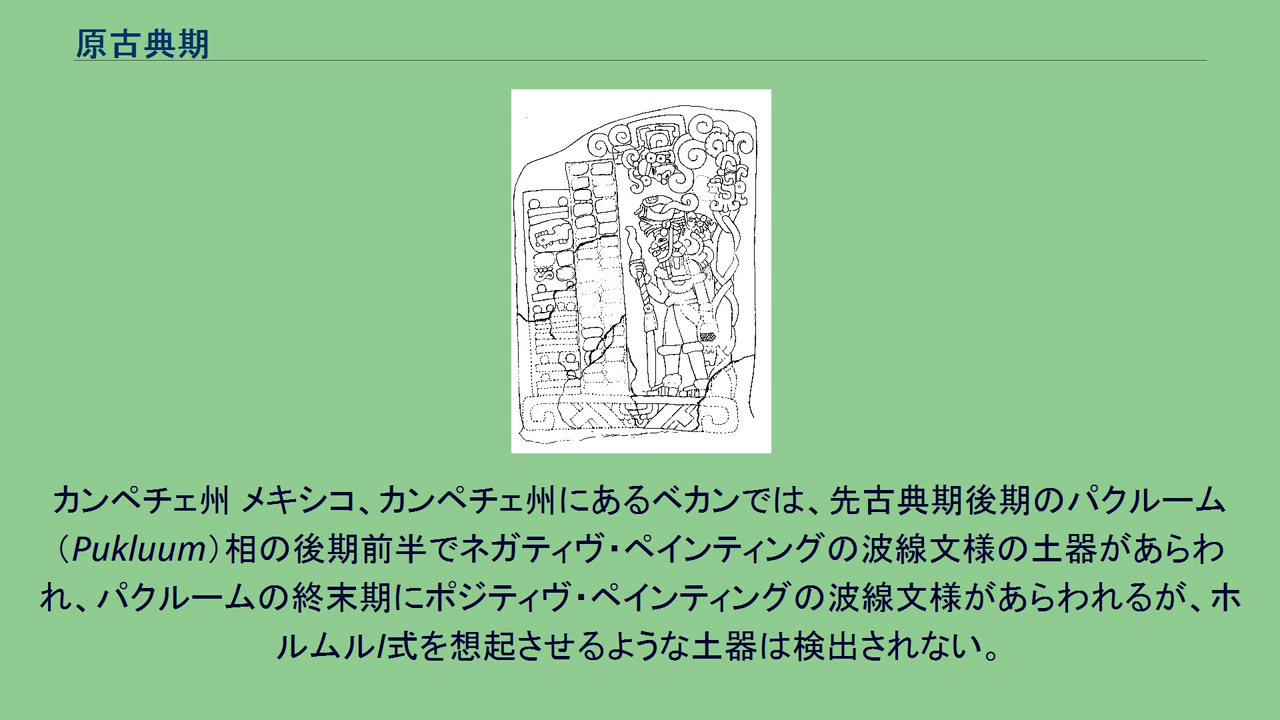 原古典期
カンペチェ州 メキシコ、カンペチェ州にあるベカンでは、先古典期後期のパクルーム
（Pukluum）相の後期前半でネガティヴ・ペインティングの波線文様の土器があらわ
れ、パクルームの終末期にポジティヴ・ペインティングの波線文様があらわれるが、ホ
ルムルI式を想起させるような土器は検出されない。